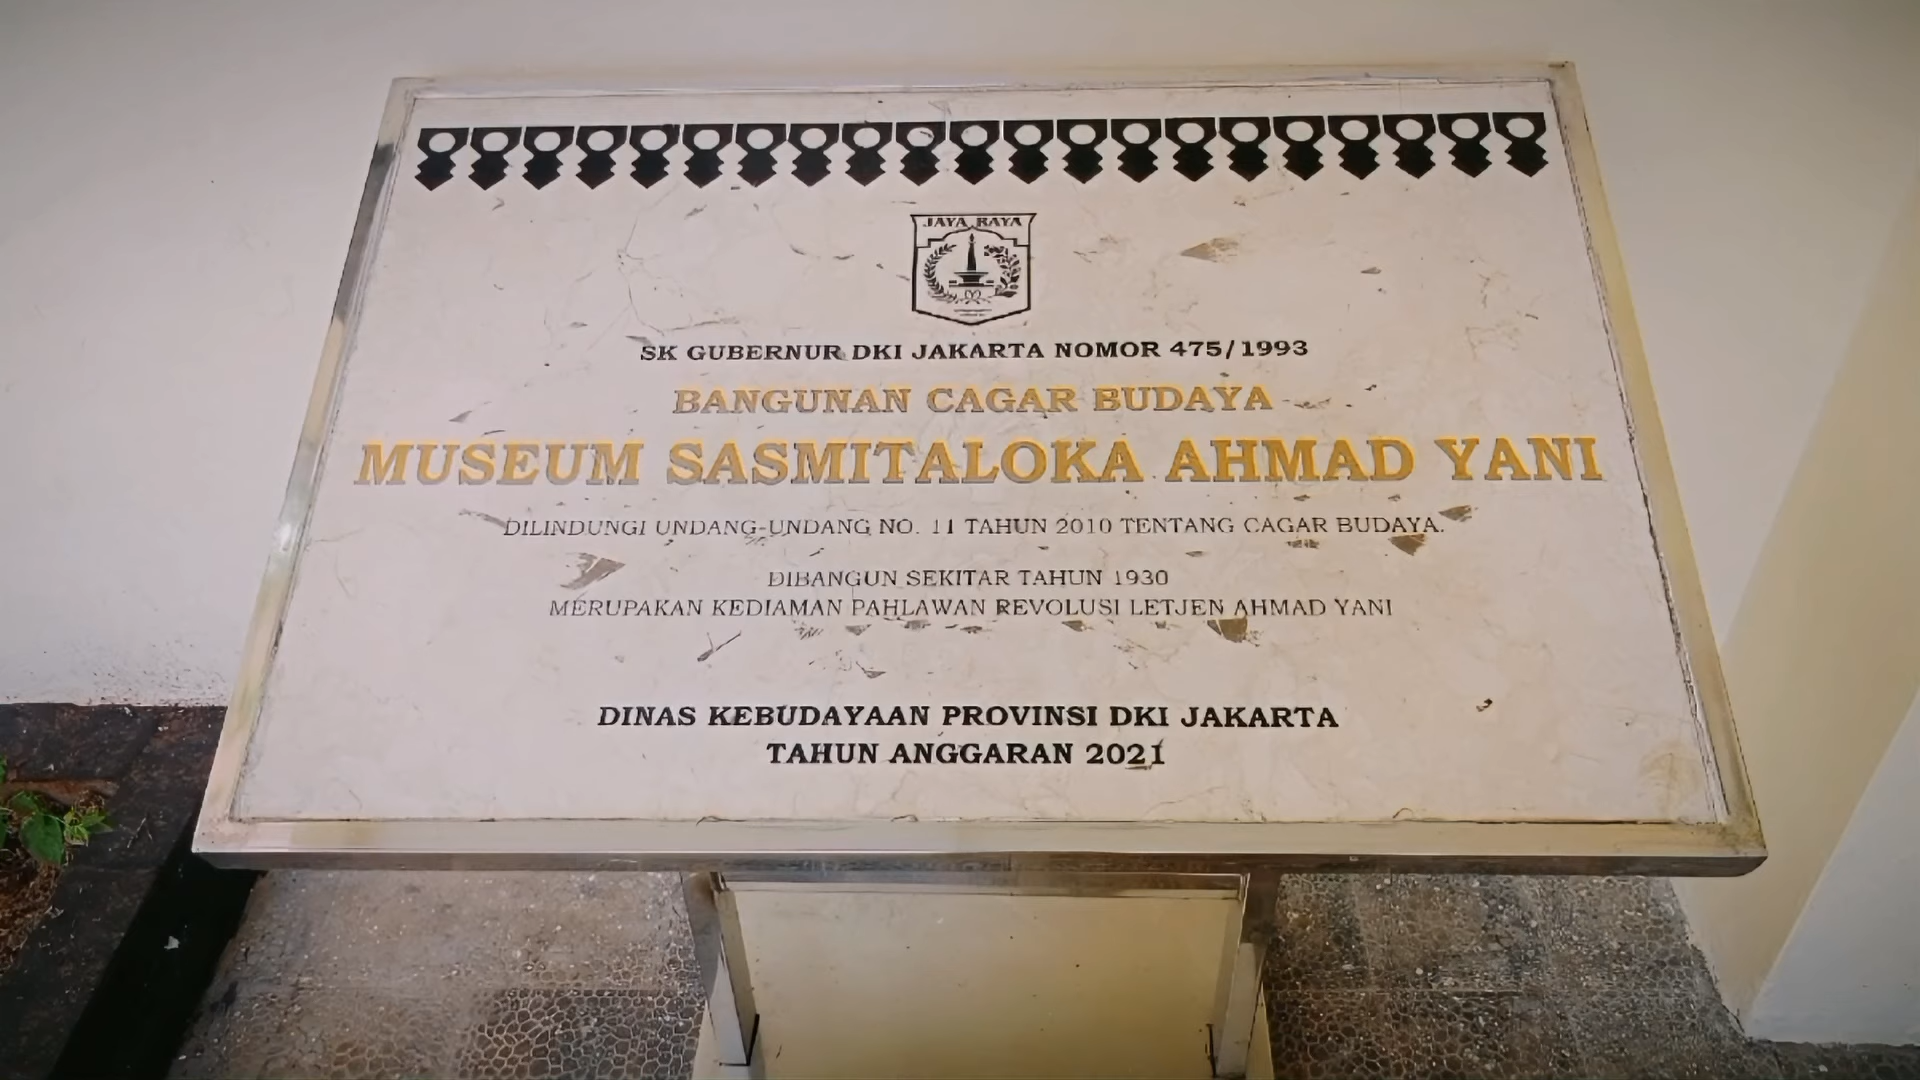 JAYA RAYA
SK GUBERNUR DKI JAKARTA NOMOR 475/1993
BANGUNAN CAGAR BUDAYA
MUSEUM SASMITALOKA AHMAD YANI
DILINDUNGI UNDANG-UNDANG NO. 11 TAHUN 2010 TENTANG CAGAR BUDAYA.
DIBANGUN SEKITAR TAHUN 1930
MERUPAKAN KEDIAMAN PAHLAWAN REVOLUSI LETJEN AHMAD YANI
DINAS KEBUDAYAAN PROVINSI DKI JAKARTA
TAHUN ANGGARAN 2021